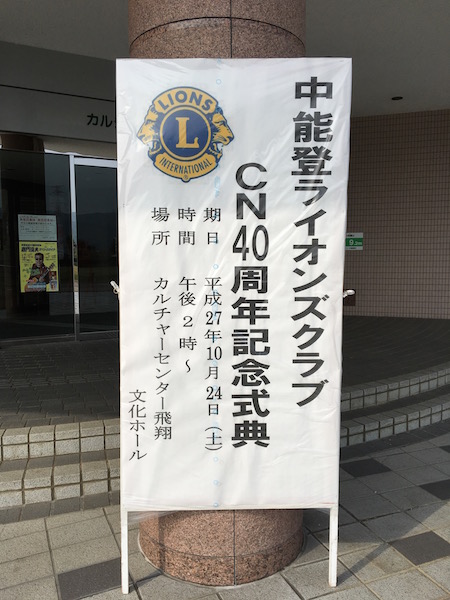 中能登ライオンズクラブ
CN40周年記念式典
期日 平成27年10月24日（土）
時間 午後2時～
場所 カルチャーセンター飛翔
文化ホール
LIONS
L
INTERNATIONAL
カル